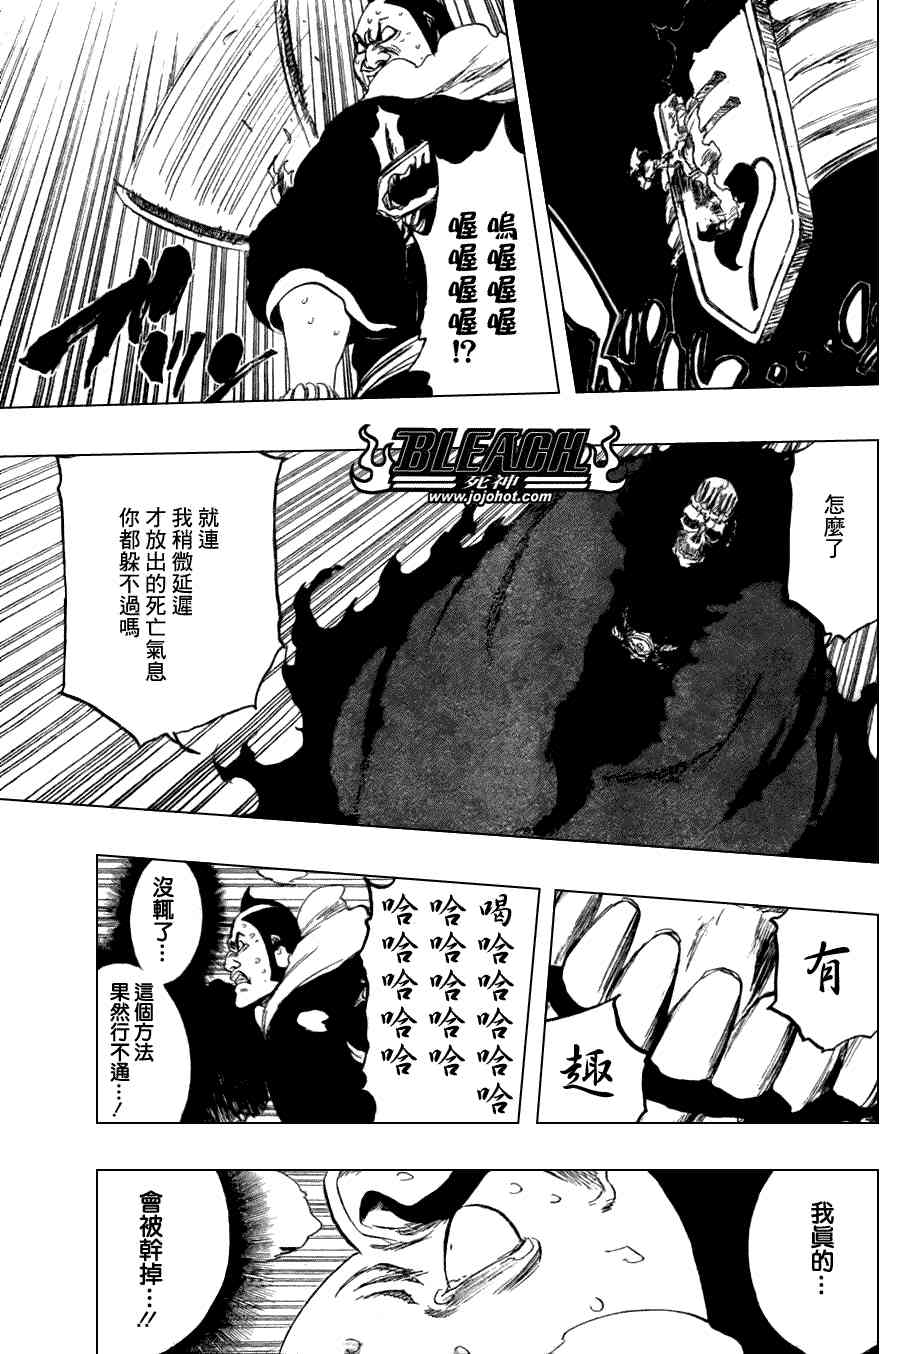 嗚喔喔喔
喔喔喔喔!?
ボッ
BLEACH
死神
www.jojohot.com
怎麼了
就連
我稍微延遲
才放出的死亡氣息
你都躲不過嗎
有
趣
喝哈哈哈哈哈
哈哈哈哈哈
哈哈哈哈哈
沒輒了…
這個方法
果然行不通…!
我真的…
會被幹掉…!!